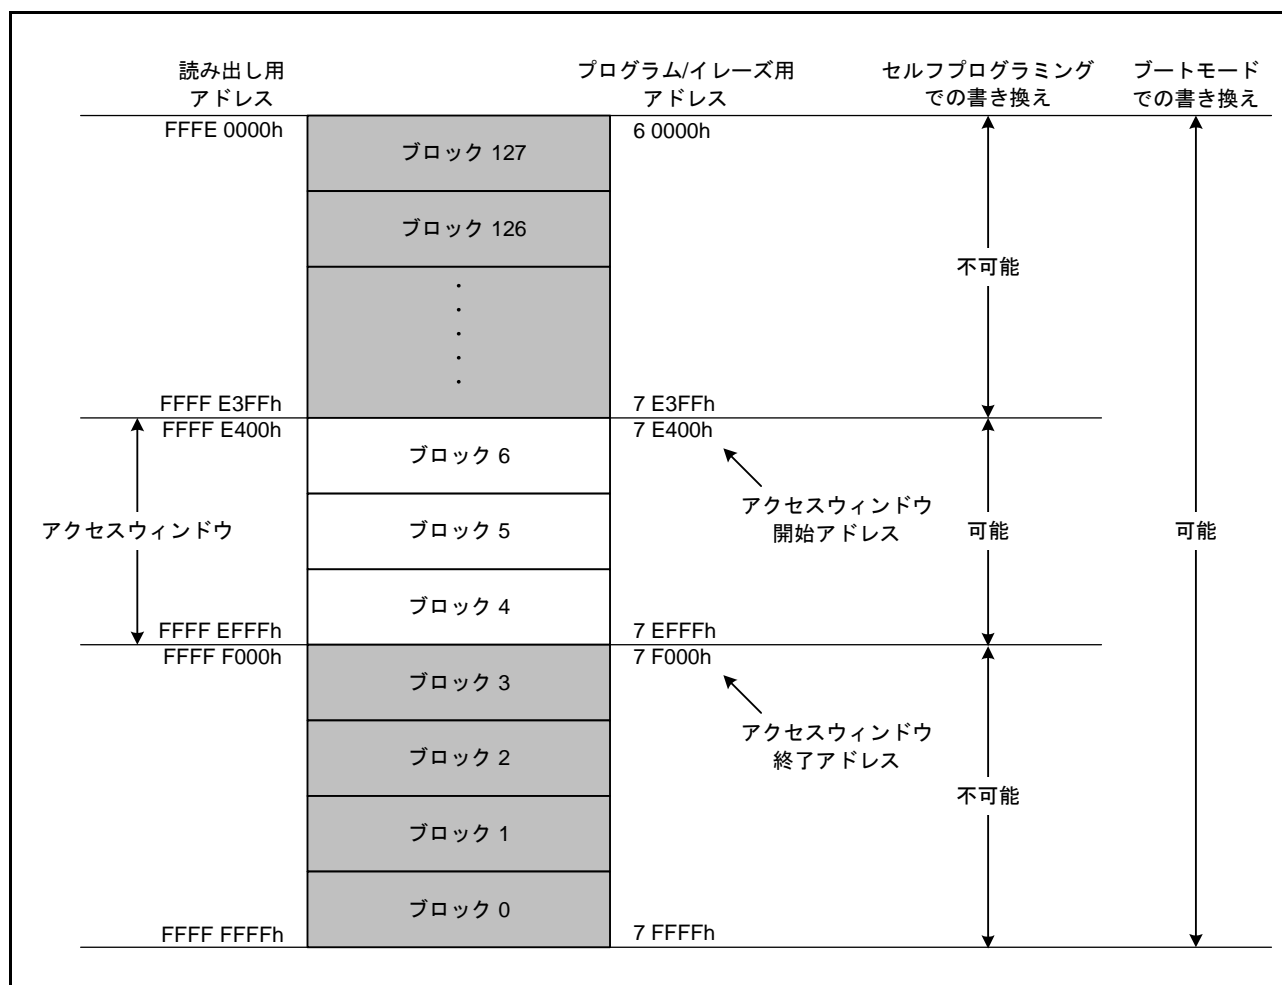 読み出し用
アドレス
プログラム/イレーズ用
アドレス
セルフプログラミング
での書き換え
ブートモード
での書き換え
FFFE 0000h
6 0000h
ブロック 127
ブロック 126
不可能
FFFF E3FFh
7 E3FFh
FFFF E400h
7 E400h
ブロック 6
アクセスウィンドウ
開始アドレス
アクセスウィンドウ
ブロック 5
可能
可能
ブロック 4
FFFF EFFFh
7 EFFFh
FFFF F000h
7 F000h
ブロック 3
アクセスウィンドウ
終了アドレス
ブロック 2
不可能
ブロック 1
ブロック 0
FFFF FFFFh
7 FFFFh